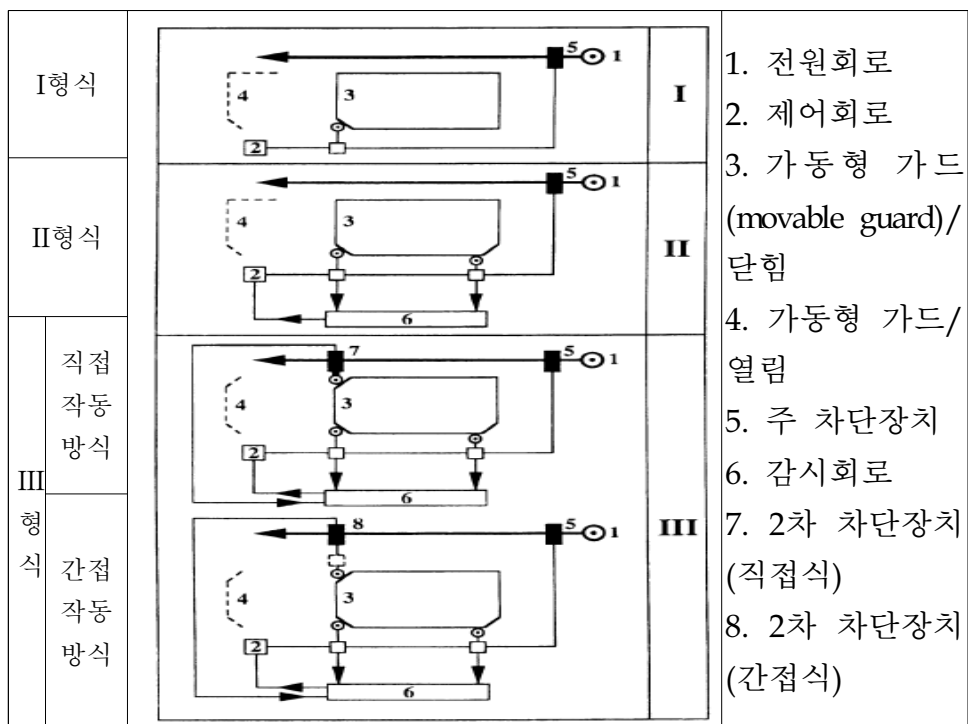 I형식
4
3
5
1
2
I
II형식
4
3
5
1
2
6
II
III
형
식
직접
작동
방식
7
5
1
4
3
2
6
간접
작동
방식
8
5
1
4
3
2
6
III
1. 전원회로
2. 제어회로
3. 가동형 가드
(movable guard)/
닫힘
4. 가동형 가드/
열림
5. 주 차단장치
6. 감시회로
7. 2차 차단장치
(직접식)
8. 2차 차단장치
(간접식)